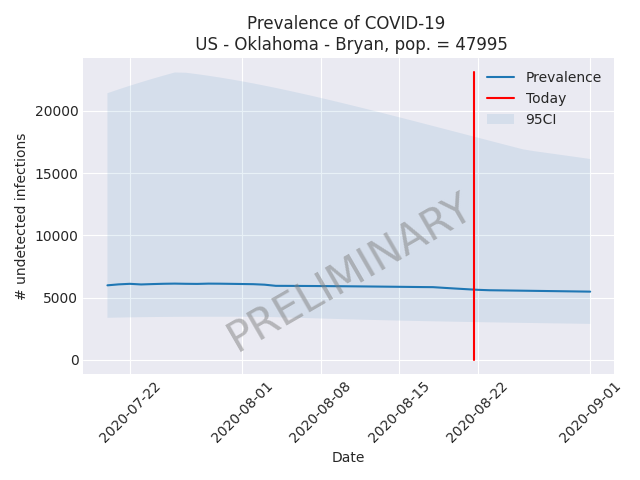 Prevalence of COVID-19
US - Oklahoma - Bryan, pop. = 47995
Prevalence
Today
95CI
20000
15000
10000
5000
0
# undetected infections
PRELIMINARY
2020-07-22
2020-08-01
2020-08-08
2020-08-15
2020-08-22
2020-09-01
Date